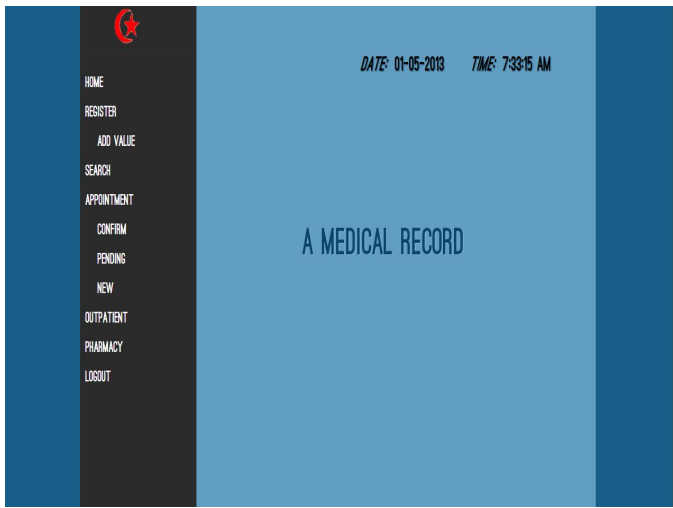 DATE: 01-05-2013 TIME: 7:33:15 AM
HOME
REGISTER
ADD VALUE
SEARCH
APPOINTMENT
CONFIRM
PENDING
NEW
OUTPATIENT
PHARMACY
LOGOUT
A MEDICAL RECORD